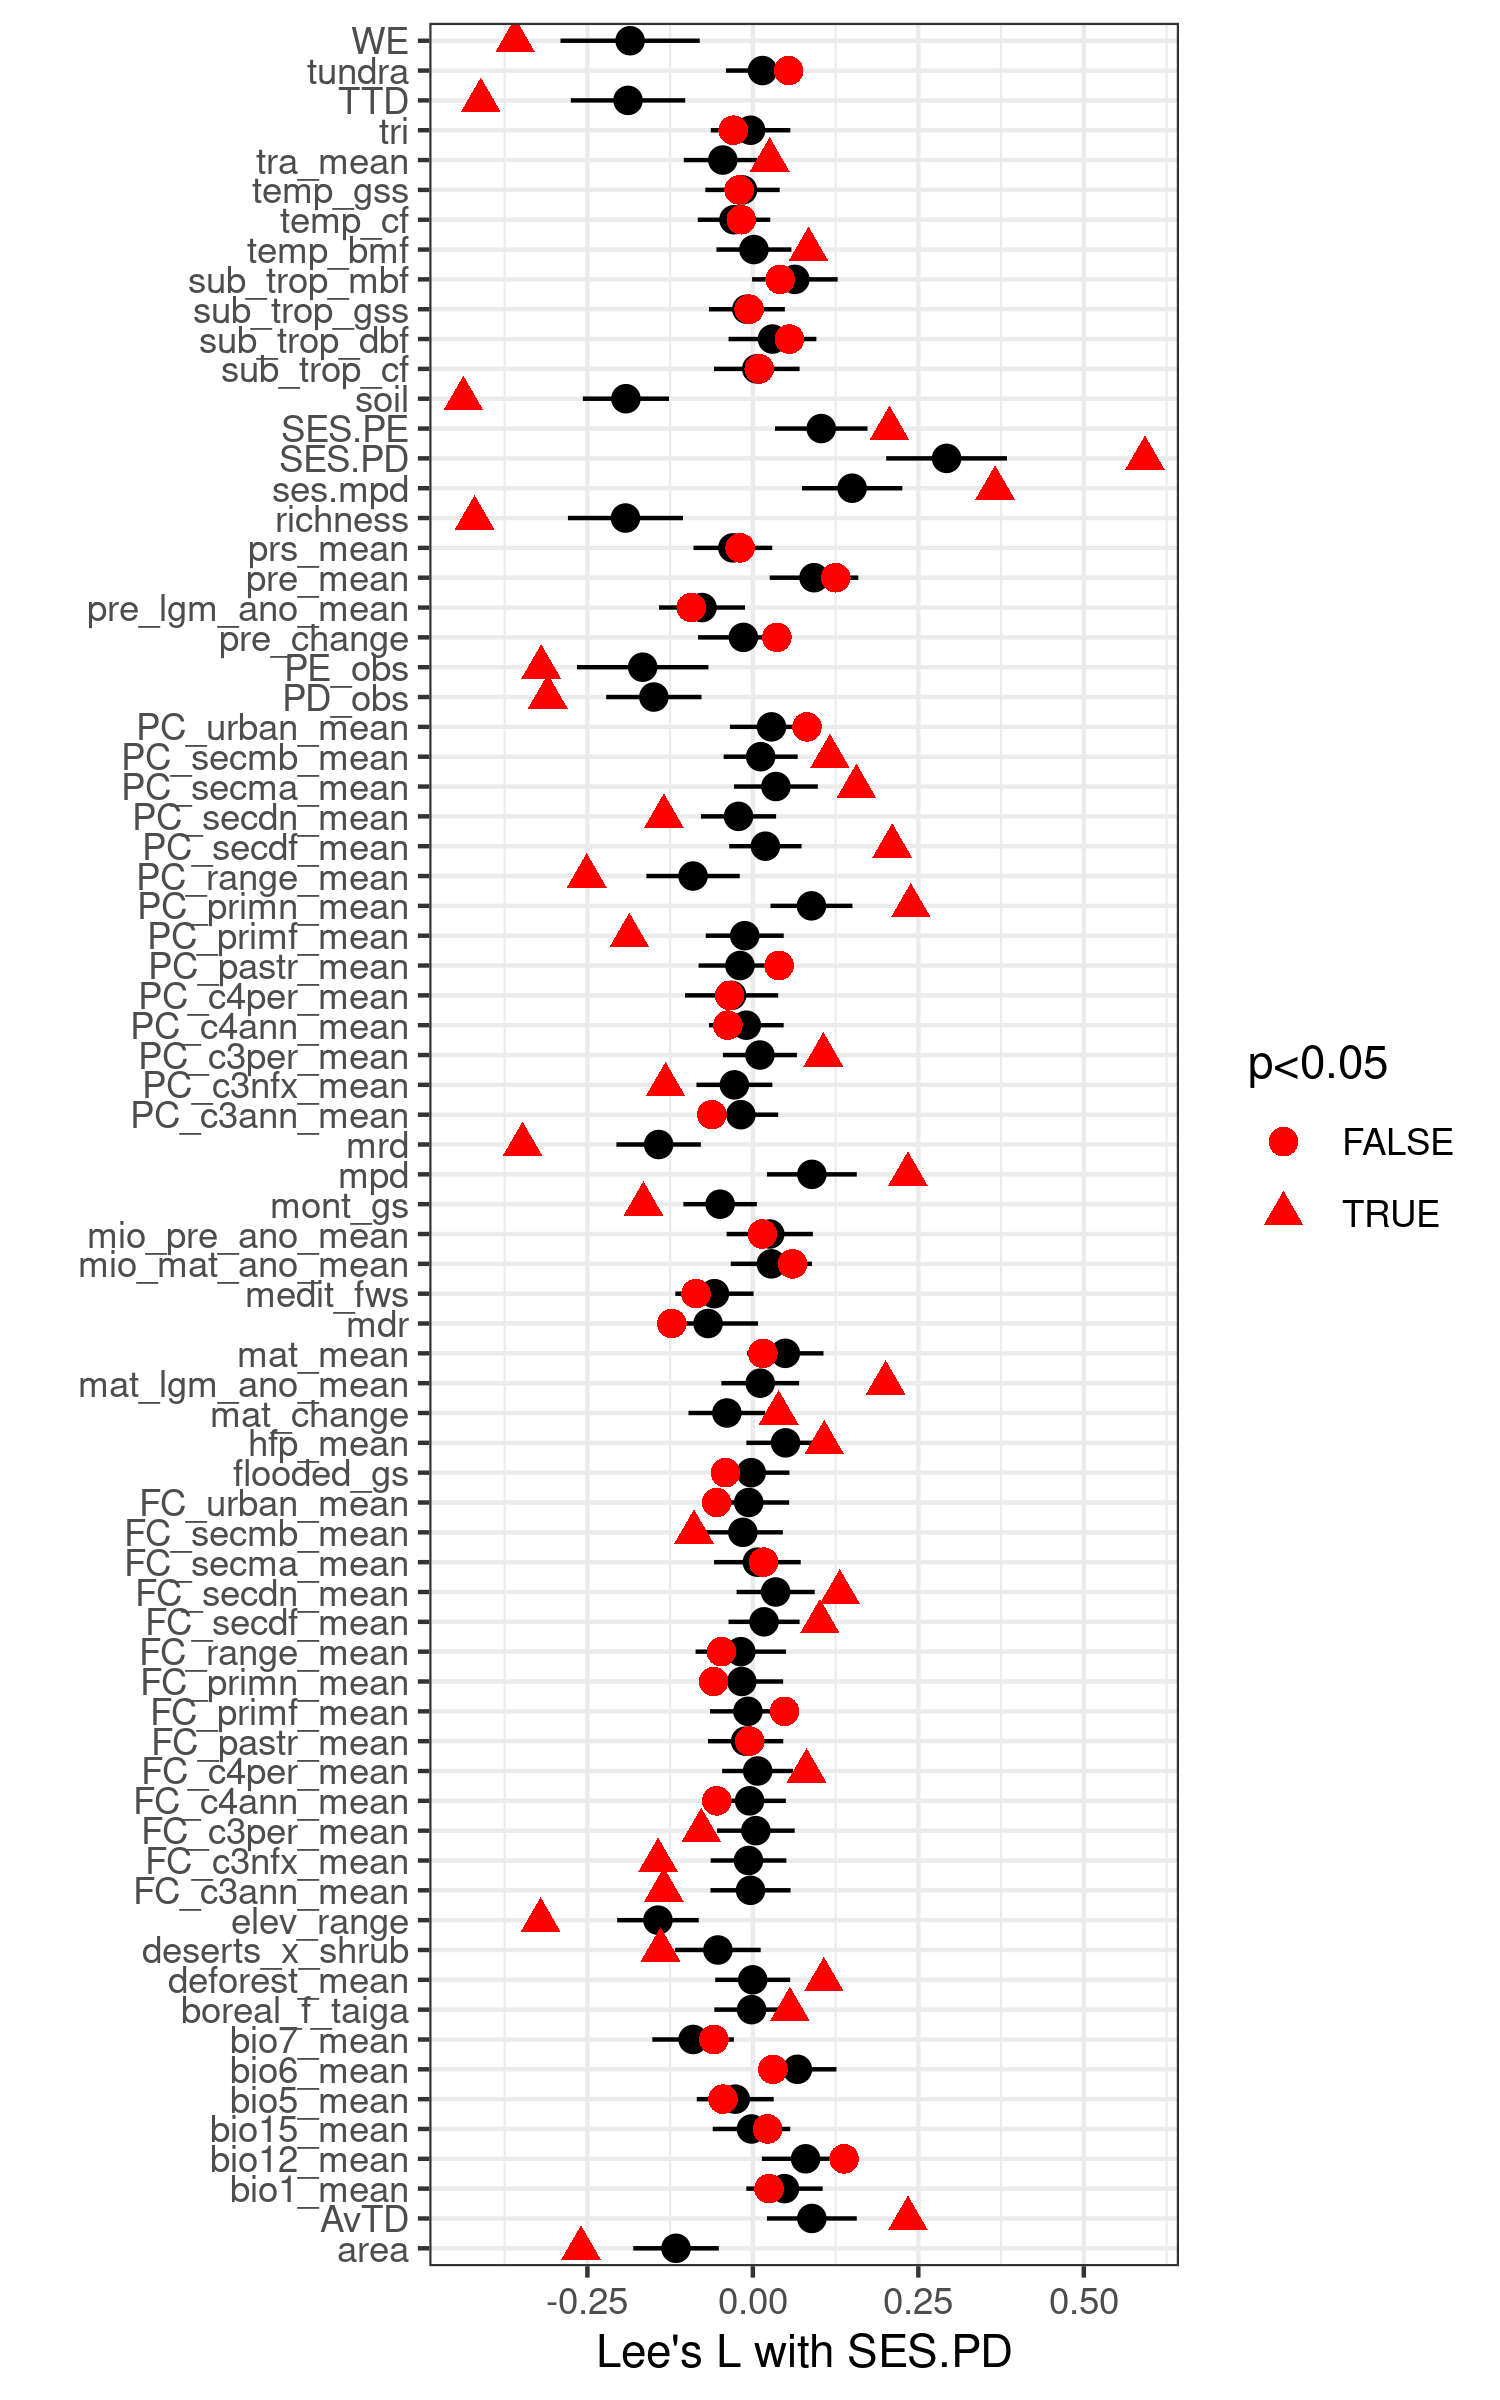 WE
tundra
TTD
tri
tra_mean
temp_gss
temp_cf
temp_bmf
sub_trop_mbf
sub_trop_gss
sub_trop_dbf
sub_trop_cf
soil
SES.PE
SES.PD
ses.mpd
richness
prs_mean
pre_mean
pre_lgm_ano_mean
pre_change
PE_obs
PD_obs
PC_urban_mean
PC_secmb_mean
PC_secma_mean
PC_secdn_mean
PC_secdf_mean
PC_range_mean
PC_primn_mean
PC_primf_mean
PC_pastr_mean
PC_c4per_mean
PC_c4ann_mean
PC_c3per_mean
PC_c3nfx_mean
PC_c3ann_mean
mrd
mpd
mont_gs
mio_pre_ano_mean
mio_mat_ano_mean
medit_fws
mdr
mat_mean
mat_lgm_ano_mean
mat_change
hfp_mean
flooded_gs
FC_urban_mean
FC_secmb_mean
FC_secma_mean
FC_secdn_mean
FC_secdf_mean
FC_range_mean
FC_primn_mean
FC_primf_mean
FC_pastr_mean
FC_c4per_mean
FC_c4ann_mean
FC_c3per_mean
FC_c3nfx_mean
FC_c3ann_mean
elev_range
deserts_x_shrub
deforest_mean
boreal_f_taiga
bio7_mean
bio6_mean
bio5_mean
bio15_mean
bio12_mean
bio1_mean
AvTD
area
-0.25 0.00 0.25 0.50
Lee's L with SES.PD
p<0.05
FALSE
TRUE